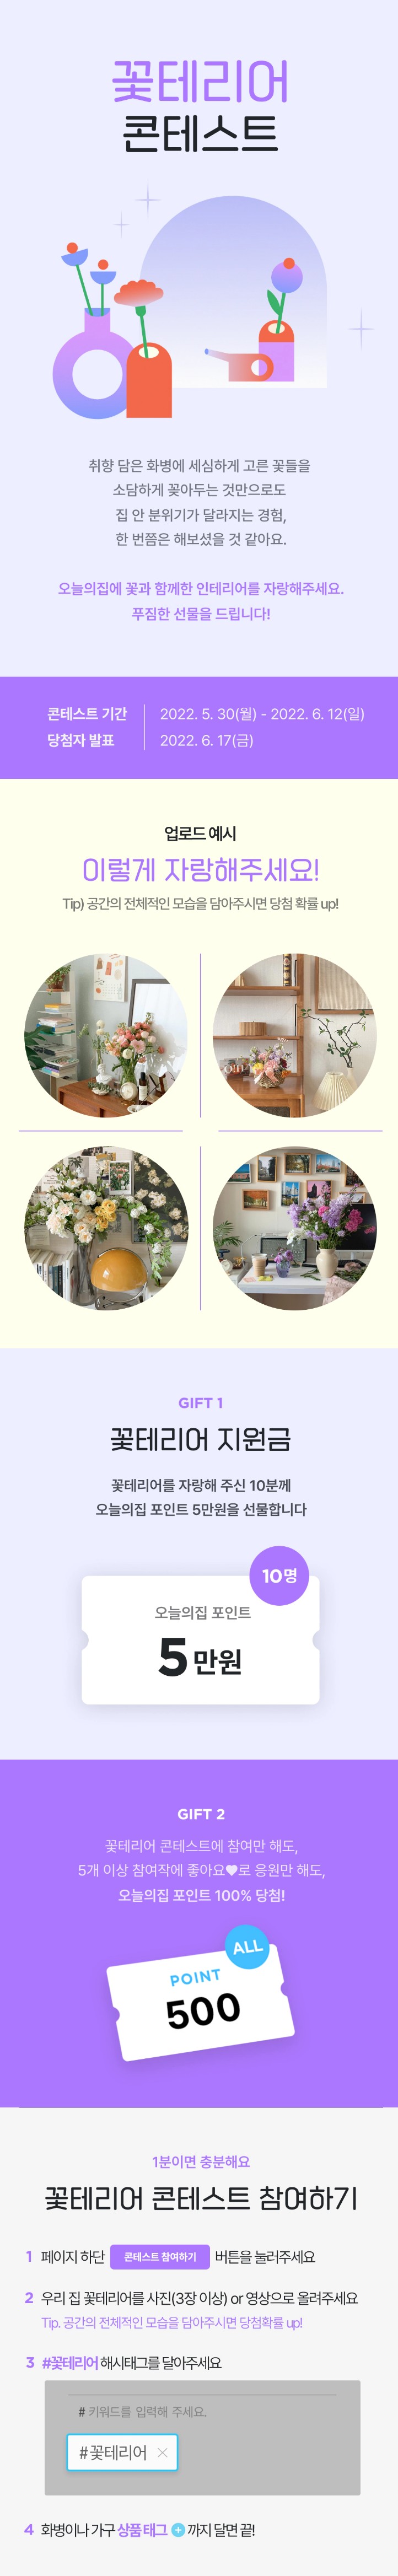 꽃테리어
콘테스트
취향 담은 화병에 세심하게 고른 꽃들을
소담하게 꽂아두는 것만으로도
집 안 분위기가 달라지는 경험,
한 번쯤은 해보셨을 것 같아요.
오늘의집에 꽃과 함께한 인테리어를 자랑해주세요.
푸짐한 선물을 드립니다!
콘테스트 기간 2022. 5. 30(월) - 2022. 6. 12(일)
당첨자 발표 2022. 6. 17(금)
업로드 예시
이렇게 자랑해주세요!
Tip) 공간의 전체적인 모습을 담아주시면 당첨 확률 up!
GIFT 1
꽃테리어 지원금
꽃테리어를 자랑해 주신 10분께
오늘의집 포인트 5만원을 선물합니다
10명
오늘의집 포인트
5만원
GIFT 2
꽃테리어 콘테스트에 참여만 해도,
5개 이상 참여작에 좋아요♥로 응원만 해도,
오늘의집 포인트 100% 당첨!
ALL
POINT
500
1분이면 충분해요
꽃테리어 콘테스트 참여하기
1 페이지 하단 콘테스트 참여하기 버튼을 눌러주세요
2 우리 집 꽃테리어를 사진(3장 이상) or 영상으로 올려주세요
Tip. 공간의 전체적인 모습을 담아주시면 당첨확률 up!
3 #꽃테리어 해시태그를 달아주세요
# 키워드를 입력해 주세요.
#꽃테리어 ×
4 화병이나 가구 상품 태그 + 까지 달면 끝!